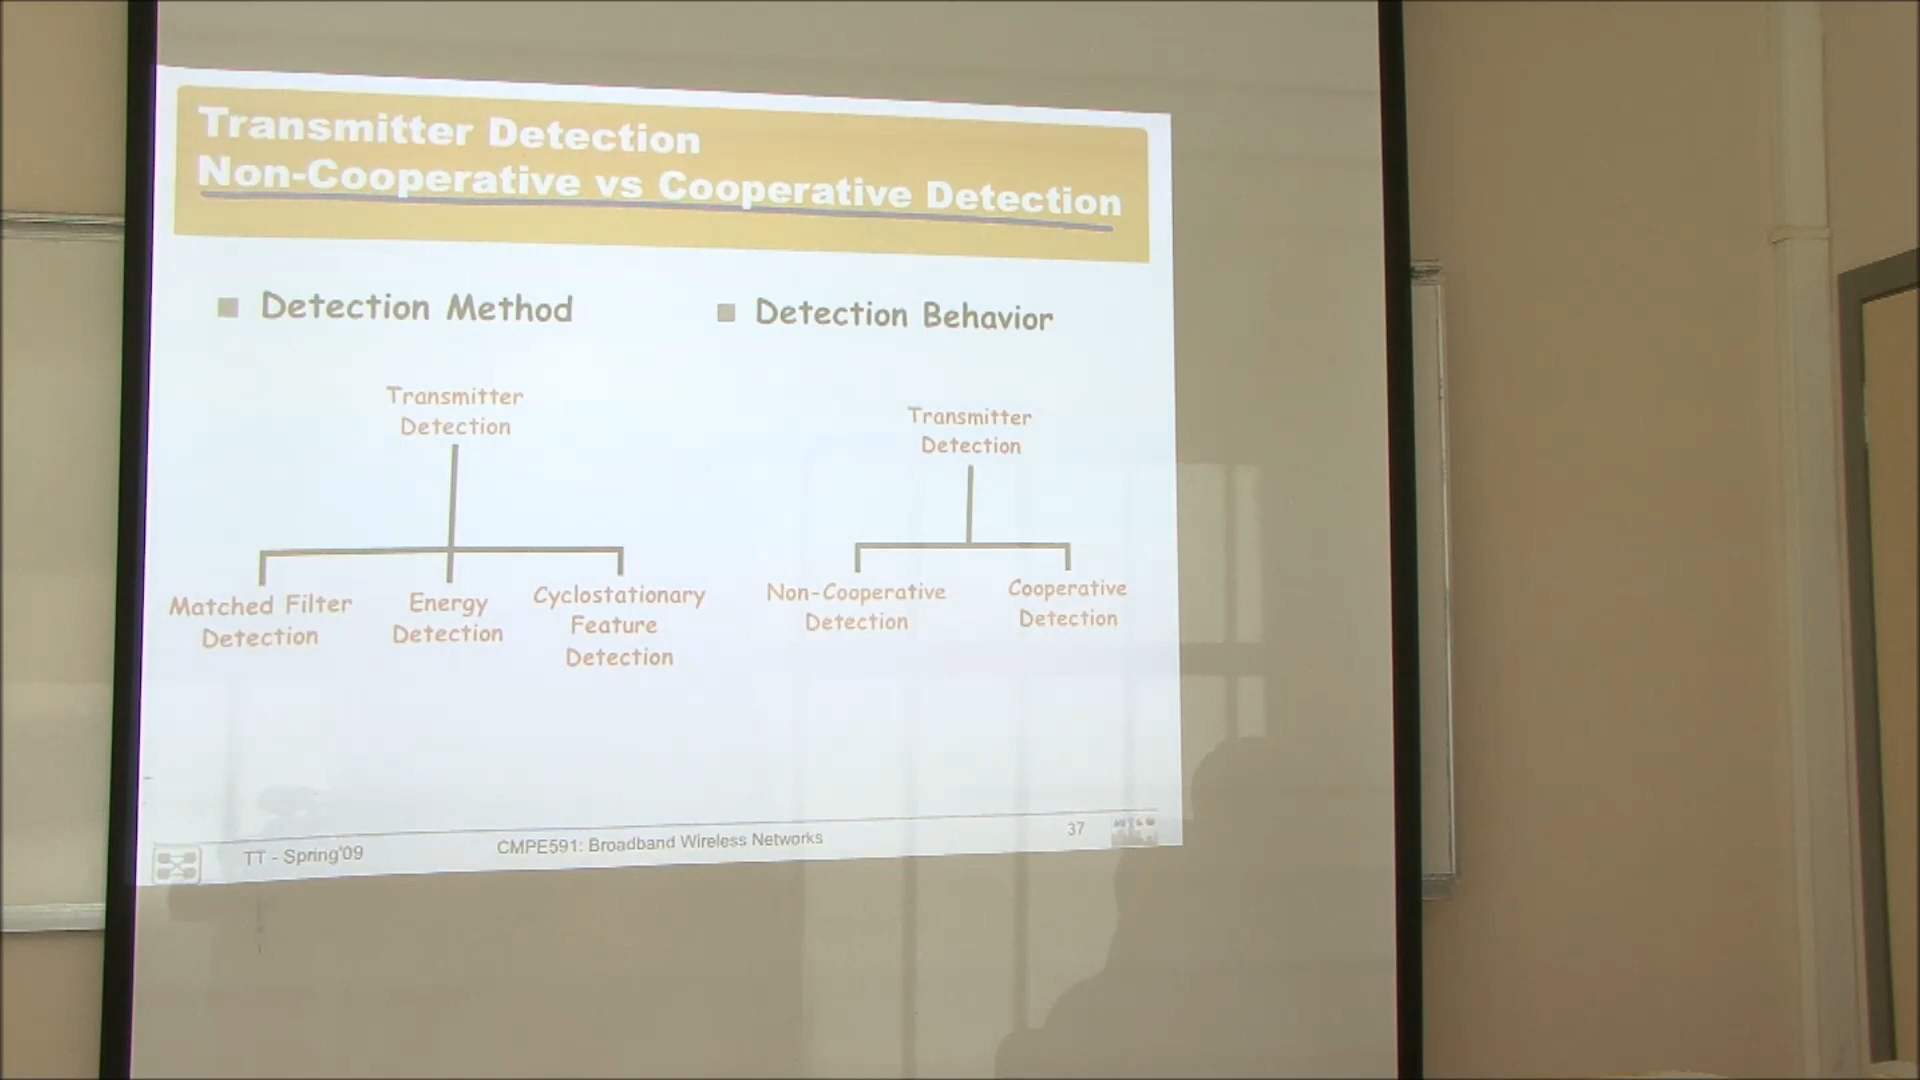 Transmitter Detection
Non-Cooperative vs Cooperative Detection
Detection Method
Transmitter
Detection
Matched Filter
Detection
Energy
Detection
Cyclostationary
Feature
Detection
Detection Behavior
Transmitter
Detection
Non-Cooperative
Detection
Cooperative
Detection
TT - Spring'09
CMPE591: Broadband Wireless Networks
37